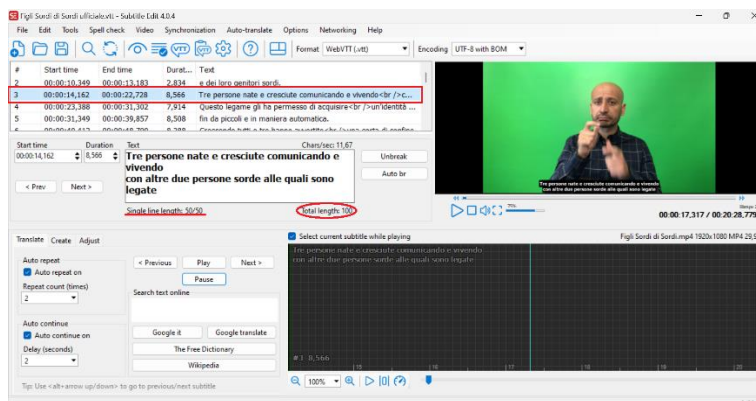 Figli Sordi di Sordi ufficiale.vtt - Subtitle Edit 4.0.4
File Edit Tools Spell check Video Synchronization Auto-translate Options Networking Help
Format WebVTT (.vtt) Encoding UTF-8 with BOM
# Start time End time Durat... Text
2 00:00:10,349 00:00:13,183 2,834 e dei loro genitori sordi.
3 00:00:14,162 00:00:22,728 8,566 Tre persone nate e cresciute comunicando e vivendo<br />c...
4 00:00:23,388 00:00:31,302 7,914 Questo legame gli ha permesso di acquisire<br />un'identità ...
5 00:00:31,349 00:00:39,857 8,508 fin da piccoli e in maniera automatica.
Start time Duration Text Chars/sec: 11,67
00:00:14,162 8,566
Tre persone nate e cresciute comunicando e
vivendo
con altre due persone sorde alle quali sono
legate
Unbreak
Auto br
< Prev Next >
Single line length: 50/50 Total length: 100
Tre persone nate e cresciute comunicando e vivendo
con altre due persone sorde alle quali sono legate
00:00:17,317 / 00:20:28,779
Translate Create Adjust
Select current subtitle while playing
Figli Sordi di Sordi.mp4 1920x1080 MP4 29,9
Auto repeat
Auto repeat on
Repeat count (times)
2
< Previous Play Next >
Pause
Search text online
Auto continue
Auto continue on
Delay (seconds)
2
Google it Google translate
The Free Dictionary
Wikipedia
Tre persone nate e cresciute comunicando e vivendo
con altre due persone sorde alle quali sono legate
#3 8,566
15 16 17 18 19 20
Tip: Use <alt+arrow up/down> to go to previous/next subtitle
100%